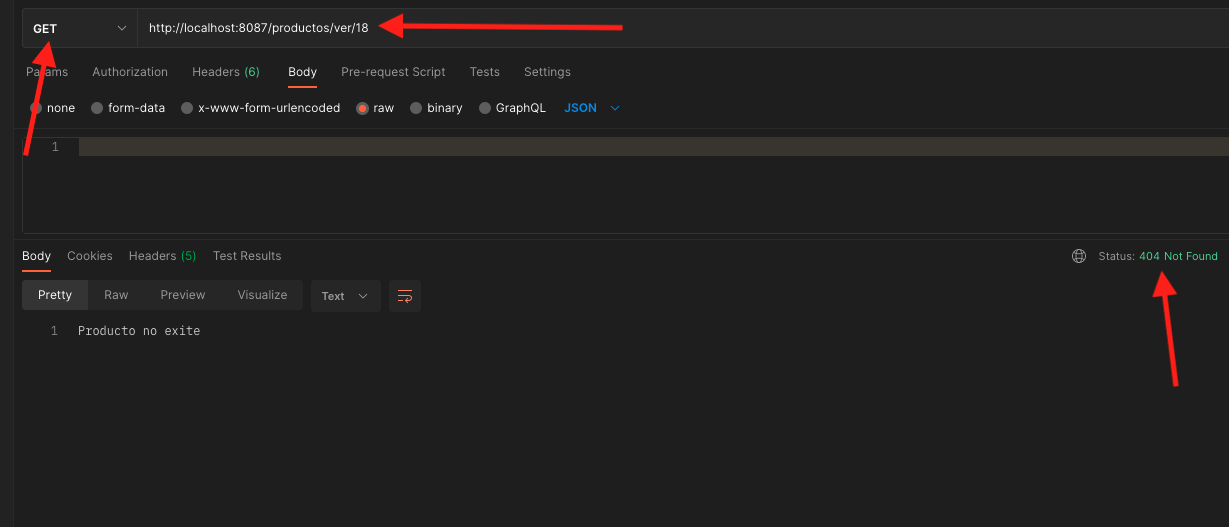 GET http://localhost:8087/productos/ver/18
Params Authorization Headers (6) Body Pre-request Script Tests Settings
none form-data x-www-form-urlencoded raw binary GraphQL JSON
1
Body Cookies Headers (5) Test Results Status: 404 Not Found
Pretty Raw Preview Visualize Text
1 Producto no exite